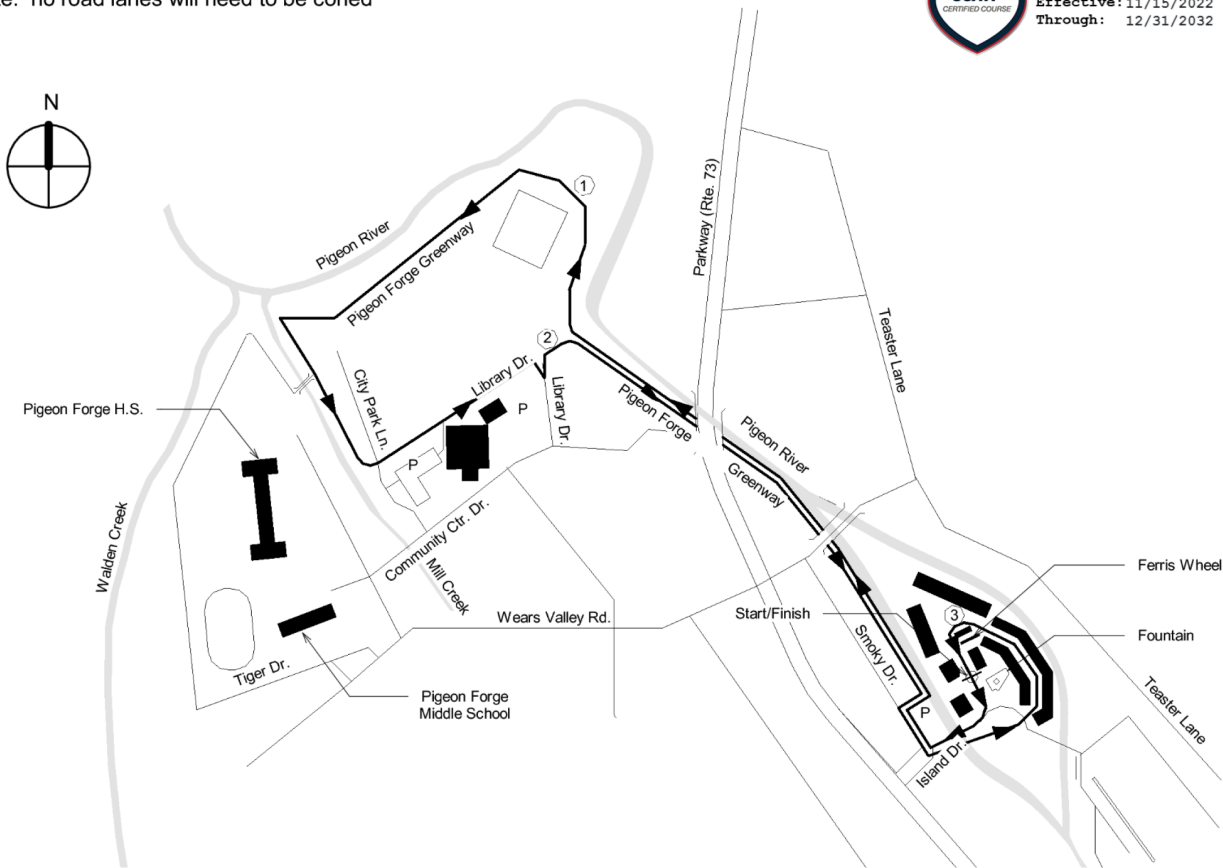 no road lanes will need to be coned
CERTIFIED COURSE
Effective: 11/15/2022
Through: 12/31/2032
N
1
Pigeon River
Parkway (Rte. 73)
Pigeon Forge Greenway
2
Teaster Lane
Library Dr.
City Park Ln.
Library Dr.
Pigeon Forge
Greenway
Pigeon River
P
P
Pigeon Forge H.S.
Walden Creek
Community Ctr. Dr.
Mill Creek
Wears Valley Rd.
Start/Finish
Ferris Wheel
3
Fountain
Smoky Dr.
Tiger Dr.
Pigeon Forge
Middle School
P
Island Dr.
Teaster Lane